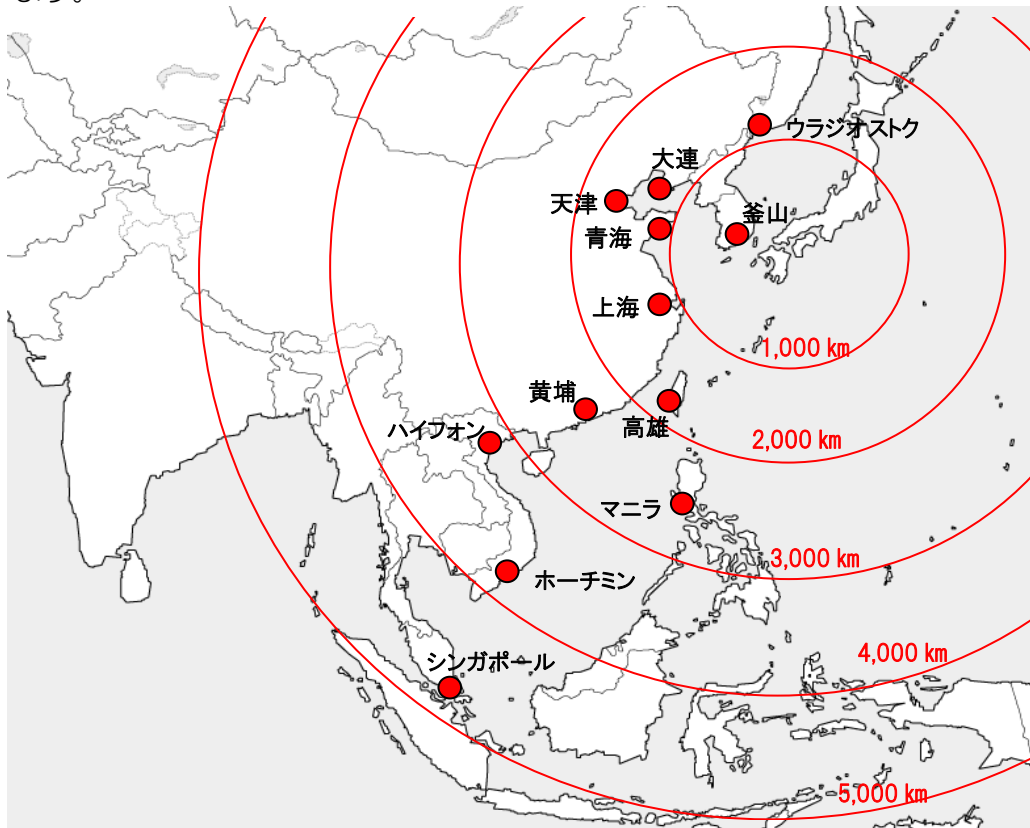 ます。
ウラジオストク
大連
天津
釜山
青海
上海
1,000 ㎞
黄埔
高雄
ハイフォン
2,000 ㎞
マニラ
3,000 ㎞
ホーチミン
4,000 ㎞
シンガポール
5,000 ㎞